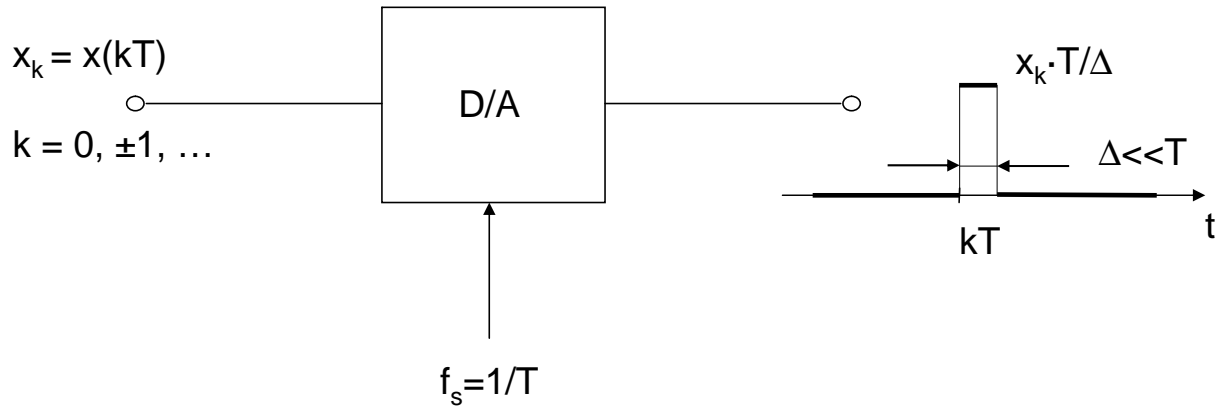 x_k = x(kT)
k = 0, ±1, …
D/A
f_s=1/T
x_k·T/Δ
Δ<<T
kT
t